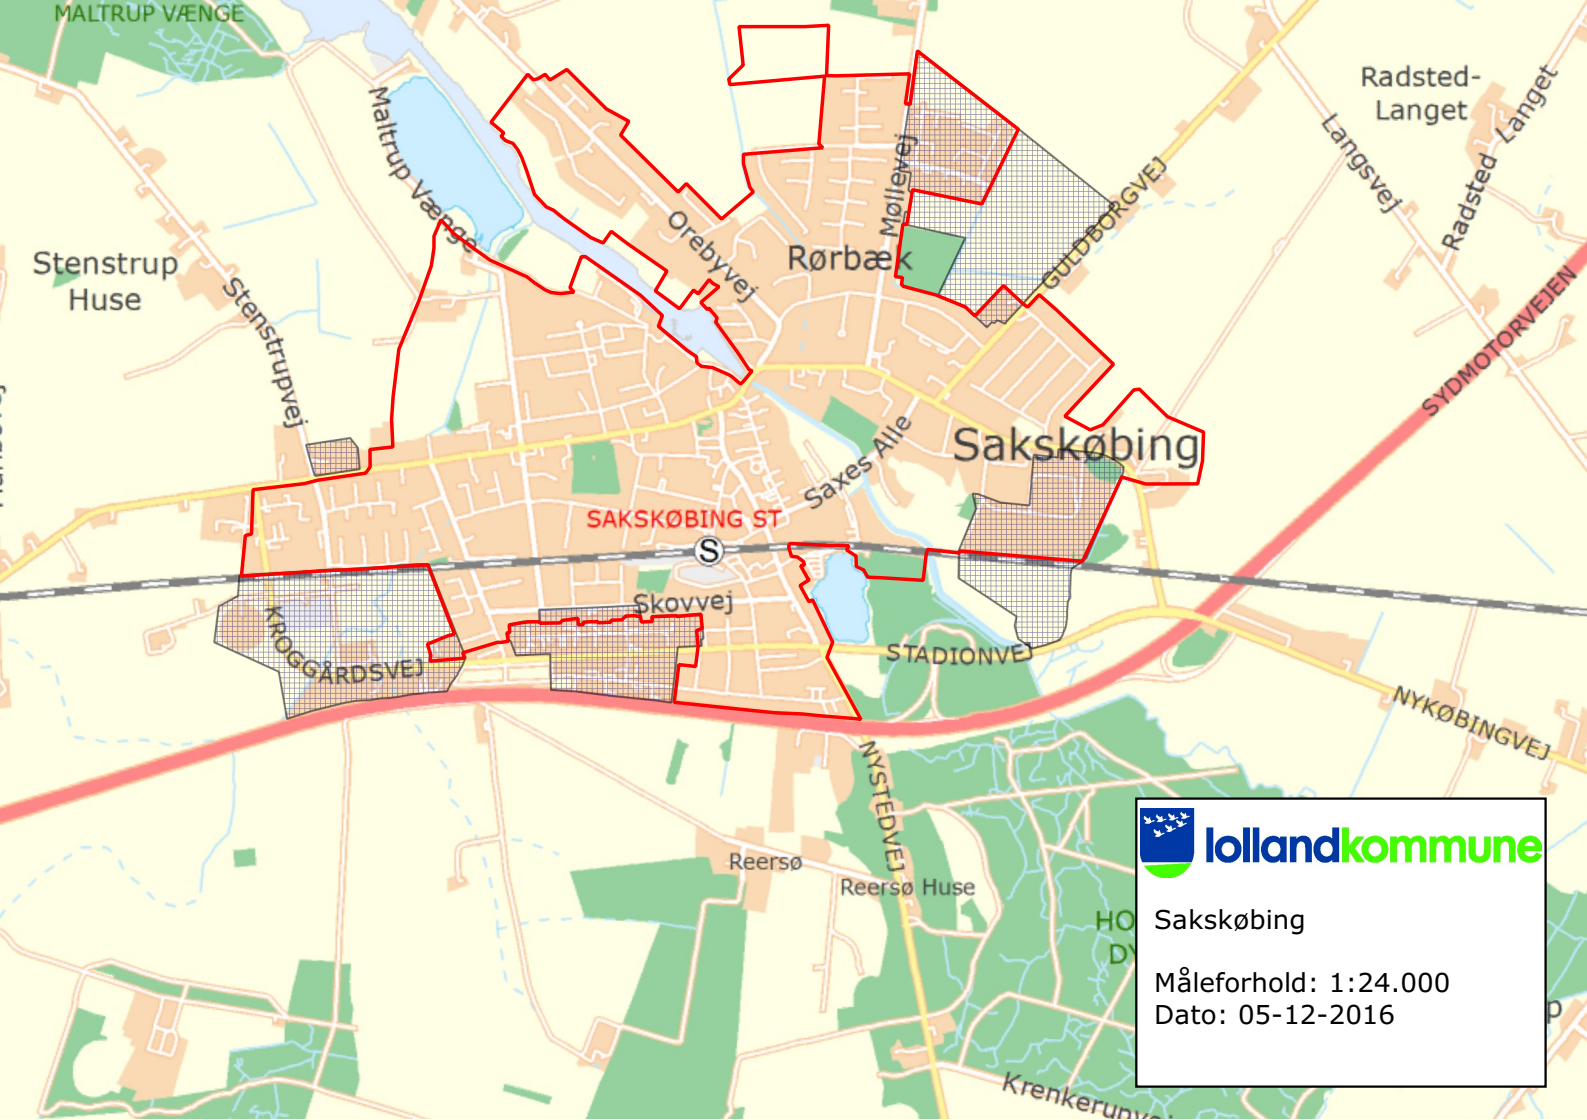 MALTRUP VÆNGE
Radsted-
Langet
Maltrup Vænge
Langsvej
Radsted Langet
Møllevej
GULDBORGVEJ
Orebyvej
Rørbæk
Stenstrup
Huse
Stenstrupvej
SYDMOTORVEJEN
Saxes Alle
Sakskøbing
SAKSKØBING ST
S
Skovvej
KROGGÅRDSVEJ
STADIONVEJ
NYKØBINGVEJ
NYSTEDVEJ
Reersø
Reersø Huse
lollandkommune
HO
Sakskøbing
Måleforhold: 1:24.000
Dato: 05-12-2016